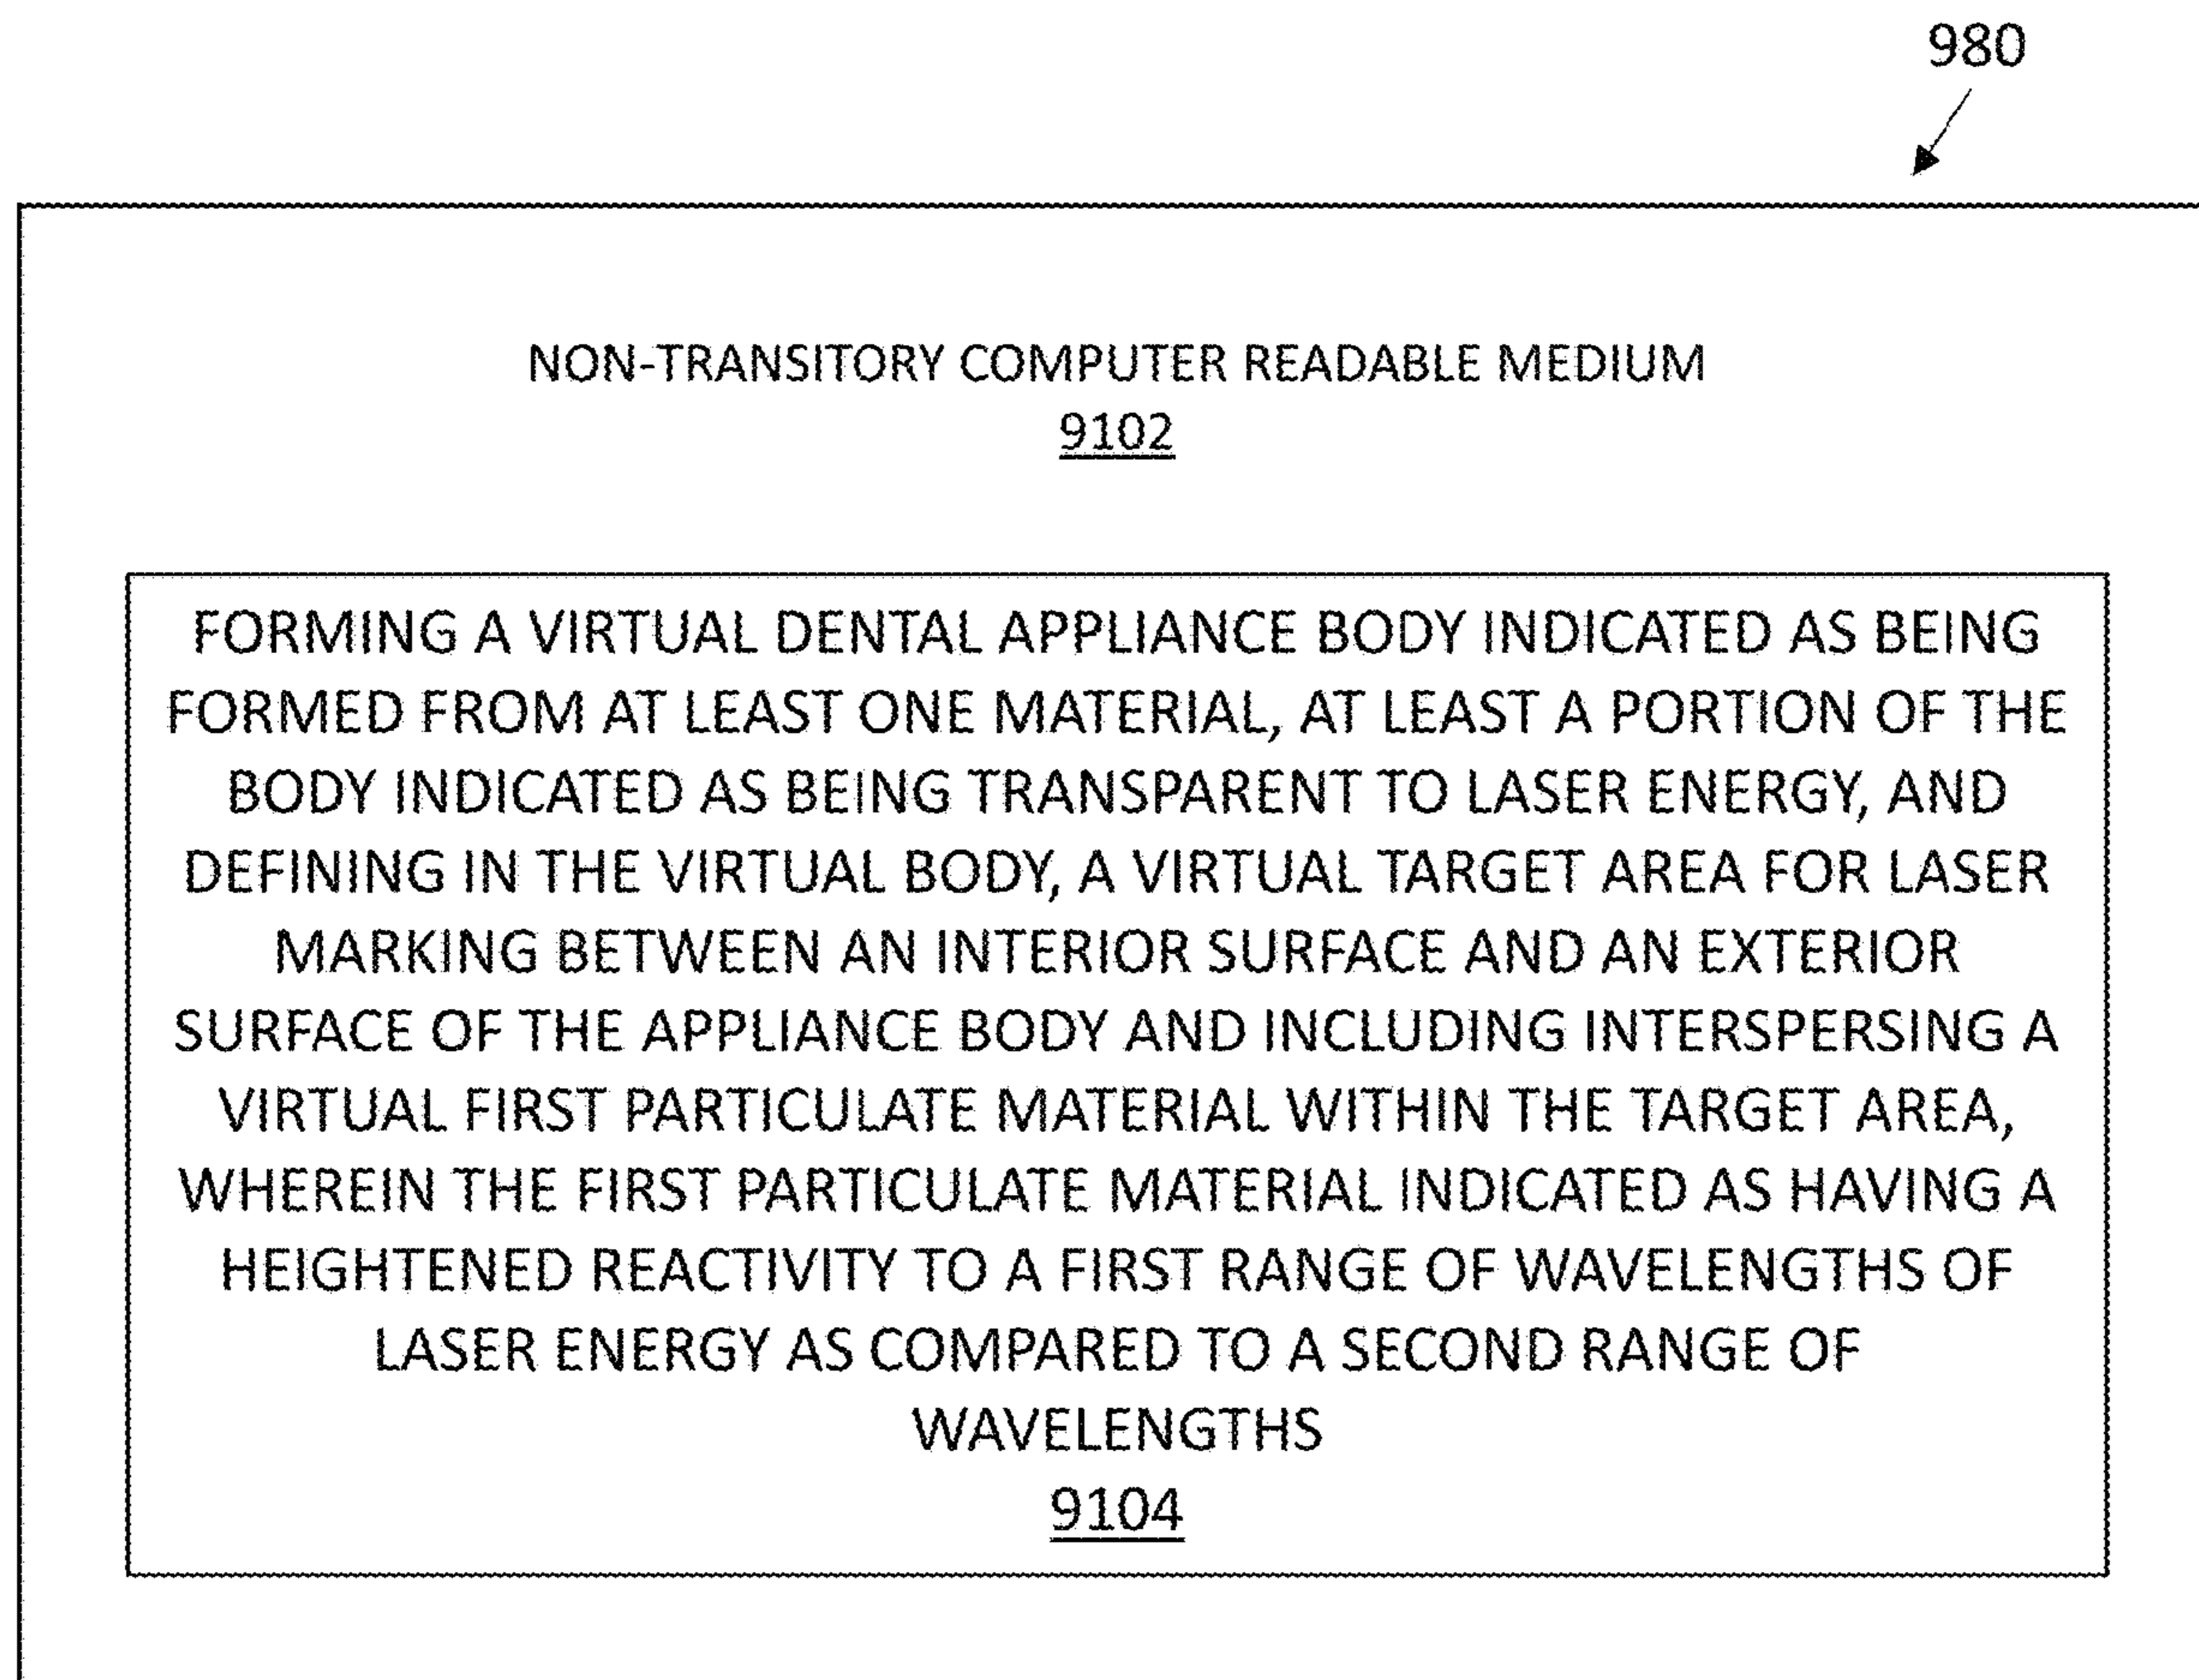 980
NON-TRANSITORY COMPUTER READABLE MEDIUM
9102
FORMING A VIRTUAL DENTAL APPLIANCE BODY INDICATED AS BEING
FORMED FROM AT LEAST ONE MATERIAL, AT LEAST A PORTION OF THE
BODY INDICATED AS BEING TRANSPARENT TO LASER ENERGY, AND
DEFINING IN THE VIRTUAL BODY, A VIRTUAL TARGET AREA FOR LASER
MARKING BETWEEN AN INTERIOR SURFACE AND AN EXTERIOR
SURFACE OF THE APPLIANCE BODY AND INCLUDING INTERSPERSING A
VIRTUAL FIRST PARTICULATE MATERIAL WITHIN THE TARGET AREA,
WHEREIN THE FIRST PARTICULATE MATERIAL INDICATED AS HAVING A
HEIGHTENED REACTIVITY TO A FIRST RANGE OF WAVELENGTHS OF
LASER ENERGY AS COMPARED TO A SECOND RANGE OF
WAVELENGTHS
9104